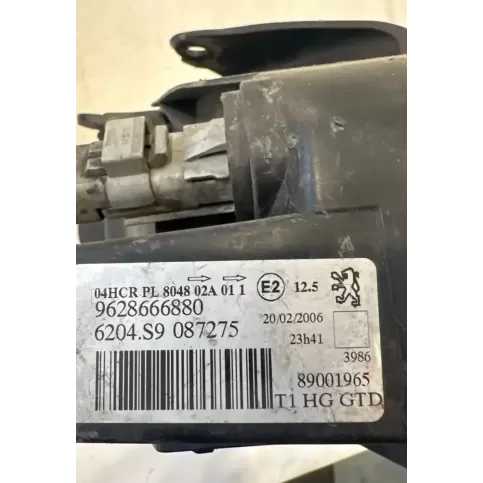 04HCR PL 8048 02A 01 1 E2 12.5
9628666880
20/02/2006
6204.S9 087275
23h41
3986
89001965
T1 HG GTD